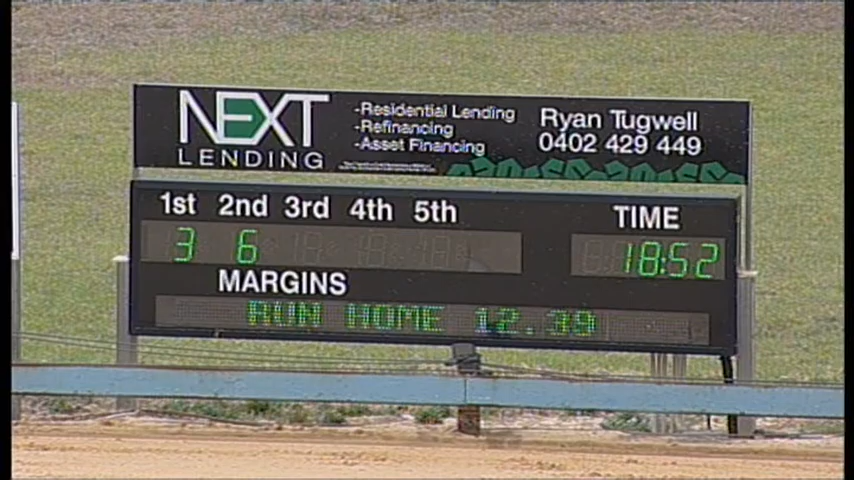 NEXT
LENDING
-Residential Lending
-Refinancing
-Asset Financing
Ryan Tugwell
0402 429 449
1st 2nd 3rd 4th 5th TIME
3 6 18:52
MARGINS
RUN HOME 12.39